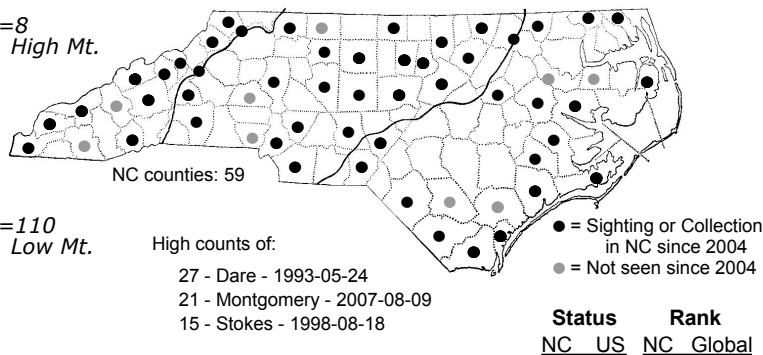 =8
High Mt.
NC counties: 59
=110
Low Mt.
High counts of:
27 - Dare - 1993-05-24
21 - Montgomery - 2007-08-09
15 - Stokes - 1998-08-18
● = Sighting or Collection
in NC since 2004
● = Not seen since 2004
Status Rank
NC US NC Global